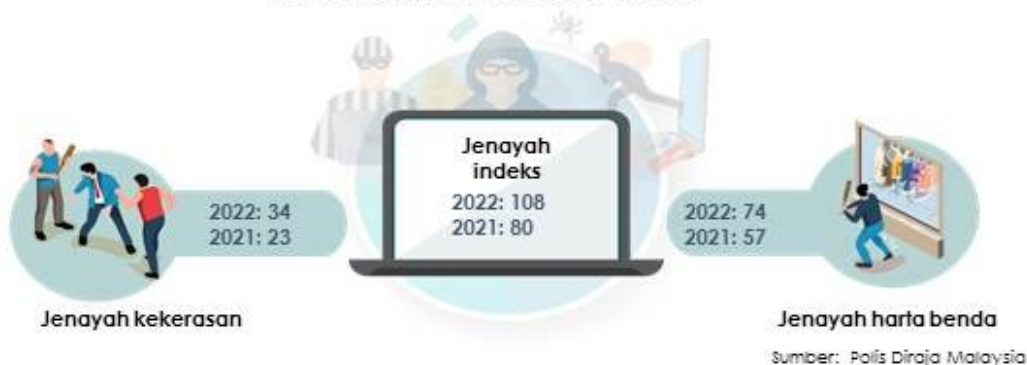 Jenayah
indeks
2022: 108
2021: 80
2022: 34
2021: 23
Jenayah kekerasan
2022: 74
2021: 57
Jenayah harta benda
Sumber: Polis Diraja Malaysia